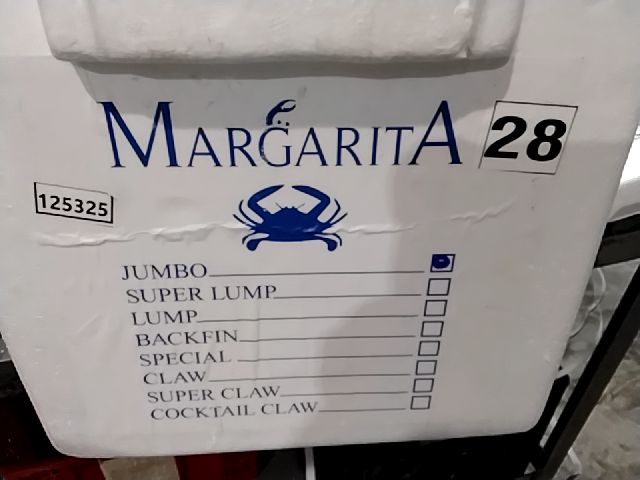 MARGARITA
28
125325
JUMBO
SUPER LUMP
LUMP
BACKFIN
SPECIAL
CLAW
SUPER CLAW
COCKTAIL CLAW